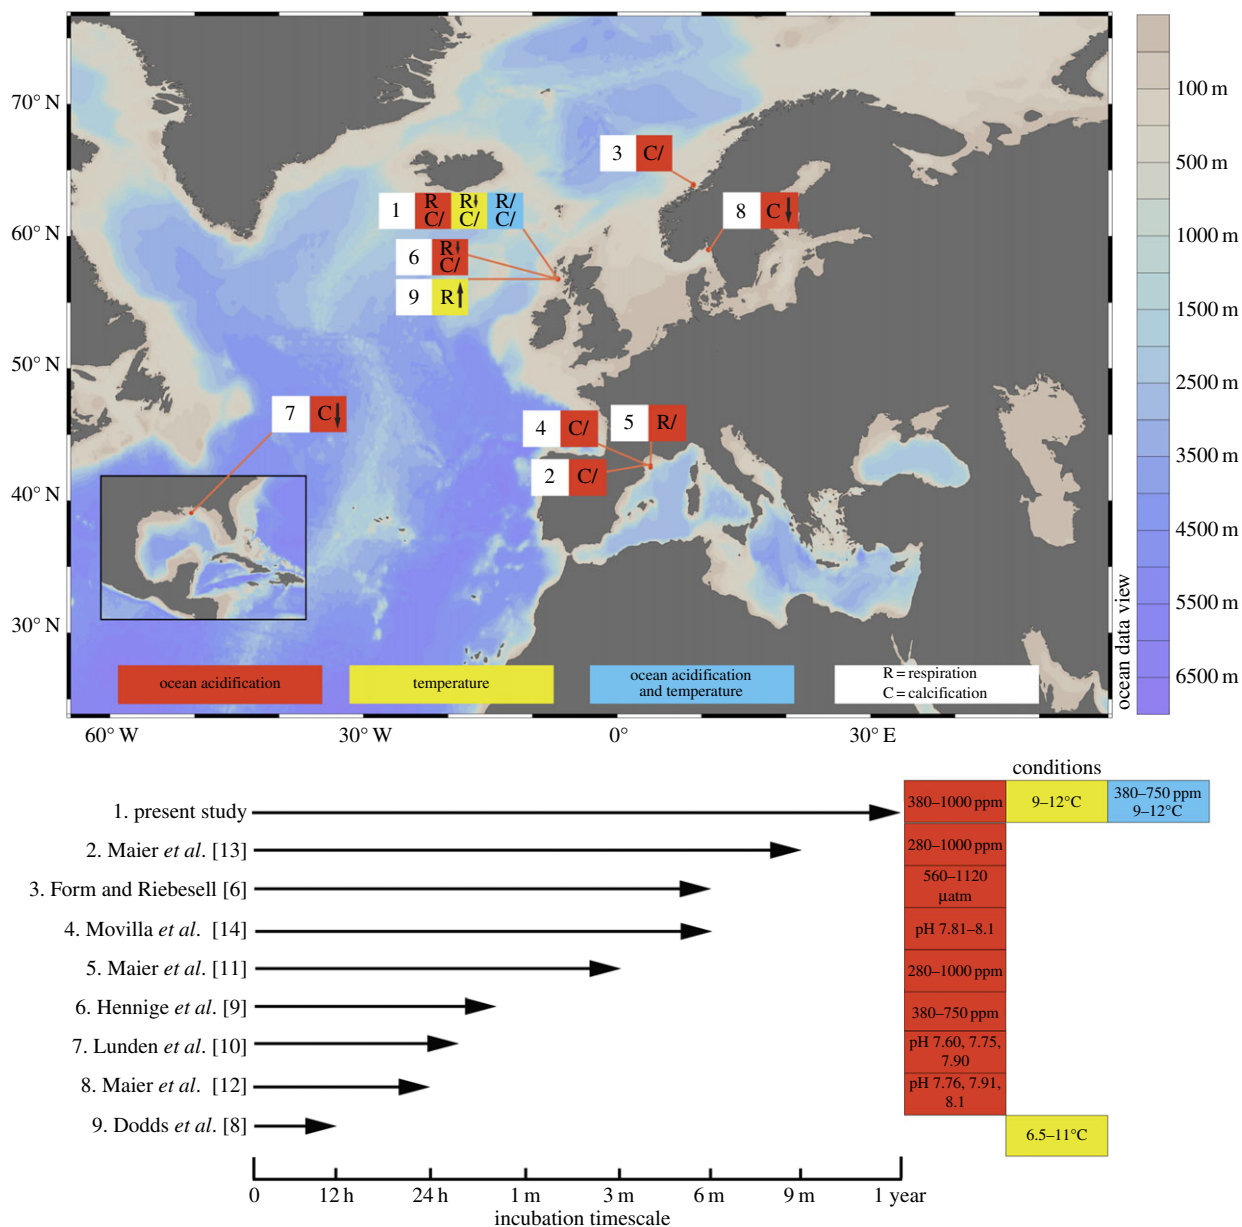 70° N
60° N
50° N
40° N
30° N
3 C/
1 R C/ R C/ R/ C/
8 C
6 R C/
9 R
7 C
4 C/
5 R/
2 C/
100 m
500 m
1000 m
1500 m
2500 m
3500 m
4500 m
5500 m
6500 m
ocean data view
ocean acidification
temperature
ocean acidification
and temperature
R = respiration
C = calcification
60° W
30° W
0°
30° E
conditions
1. present study
380–1000 ppm
9–12°C
380–750 ppm
9–12°C
2. Maier et al. [13]
280–1000 ppm
3. Form and Riebesell [6]
560–1120
µatm
4. Movilla et al. [14]
pH 7.81–8.1
5. Maier et al. [11]
280–1000 ppm
6. Hennige et al. [9]
380–750 ppm
7. Lunden et al. [10]
pH 7.60, 7.75,
7.90
8. Maier et al. [12]
pH 7.76, 7.91,
8.1
9. Dodds et al. [8]
6.5–11°C
0
12 h
24 h
1 m
3 m
6 m
9 m
1 year
incubation timescale